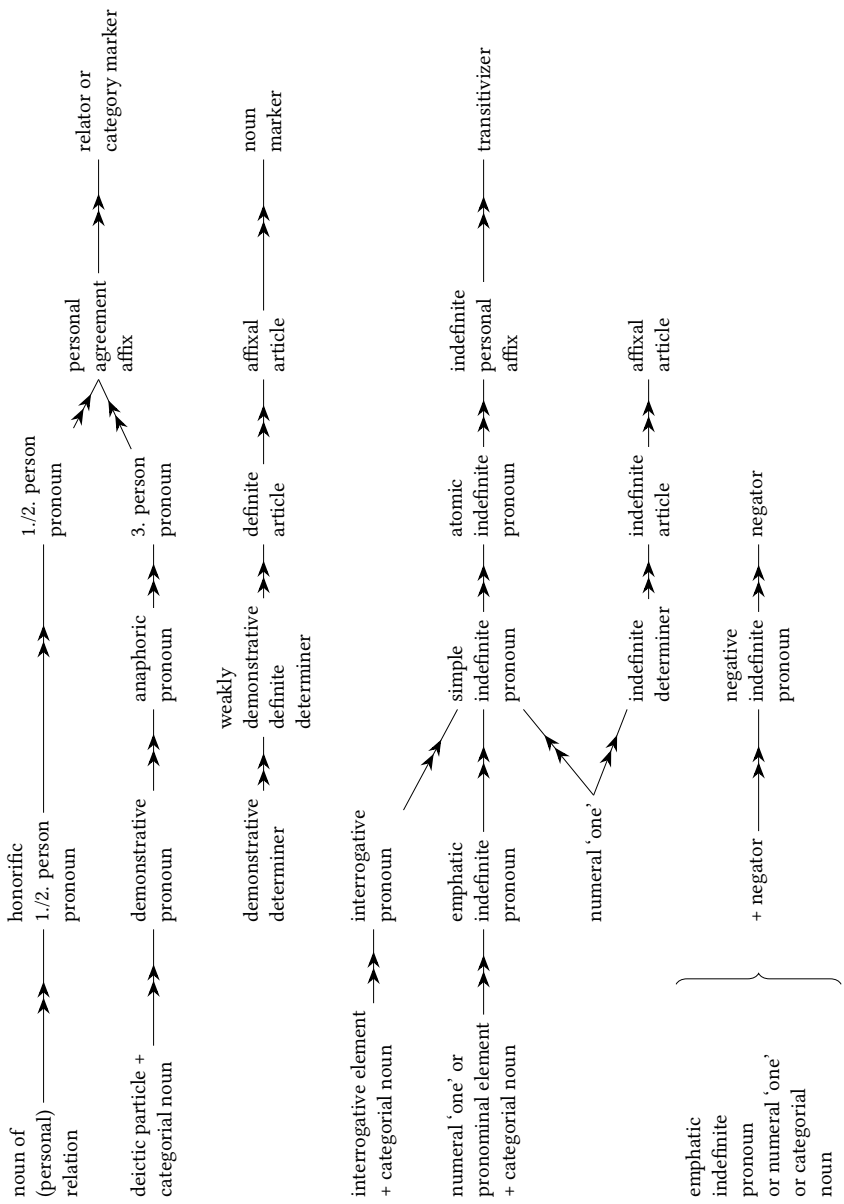 noun of
(personal)
relation
honorific
1./2. person
pronoun
1./2. person
pronoun
deictic particle +
categorial noun
demonstrative
pronoun
anaphoric
pronoun
3. person
pronoun
personal
agreement
affix
relator or
category marker
demonstrative
determiner
weakly
demonstrative
definite
determiner
definite
article
affixal
article
noun
marker
interrogative element
+ categorial noun
interrogative
pronoun
numeral ‘one’ or
pronominal element
+ categorial noun
emphatic
indefinite
pronoun
simple
indefinite
pronoun
atomic
indefinite
pronoun
indefinite
personal
affix
transitivizer
numeral ‘one’
indefinite
determiner
indefinite
article
affixal
article
emphatic
indefinite
pronoun
or numeral ‘one’
or categorial
noun
+ negator
negative
indefinite
pronoun
negator